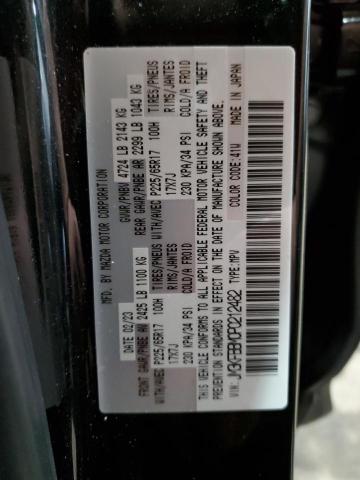 MFD. BY MAZDA MOTOR CORPORATION
DATE 02/23 GVWR/PNBV 4724 LB 2143 KG
FRONT GAWR/PNBE AV 2425 LB 1100 KG REAR GAWR/PNBE AR 2299 LB 1043 KG
WITH/AVEC P225/65R17 100H TIRES/PNEUS WITH/AVEC P225/65R17 100H TIRES/PNEUS
17X7J RIMS/JANTES 17X7J RIMS/JANTES
230 KPA/34 PSI COLD/A FROID 230 KPA/34 PSI COLD/A FROID
THIS VEHICLE CONFORMS TO ALL APPLICABLE FEDERAL MOTOR VEHICLE SAFETY AND THEFT
PREVENTION STANDARDS IN EFFECT ON THE DATE OF MANUFACTURE SHOWN ABOVE.
VIN: TYPE:MPV COLOR CODE:41W MADE IN JAPAN